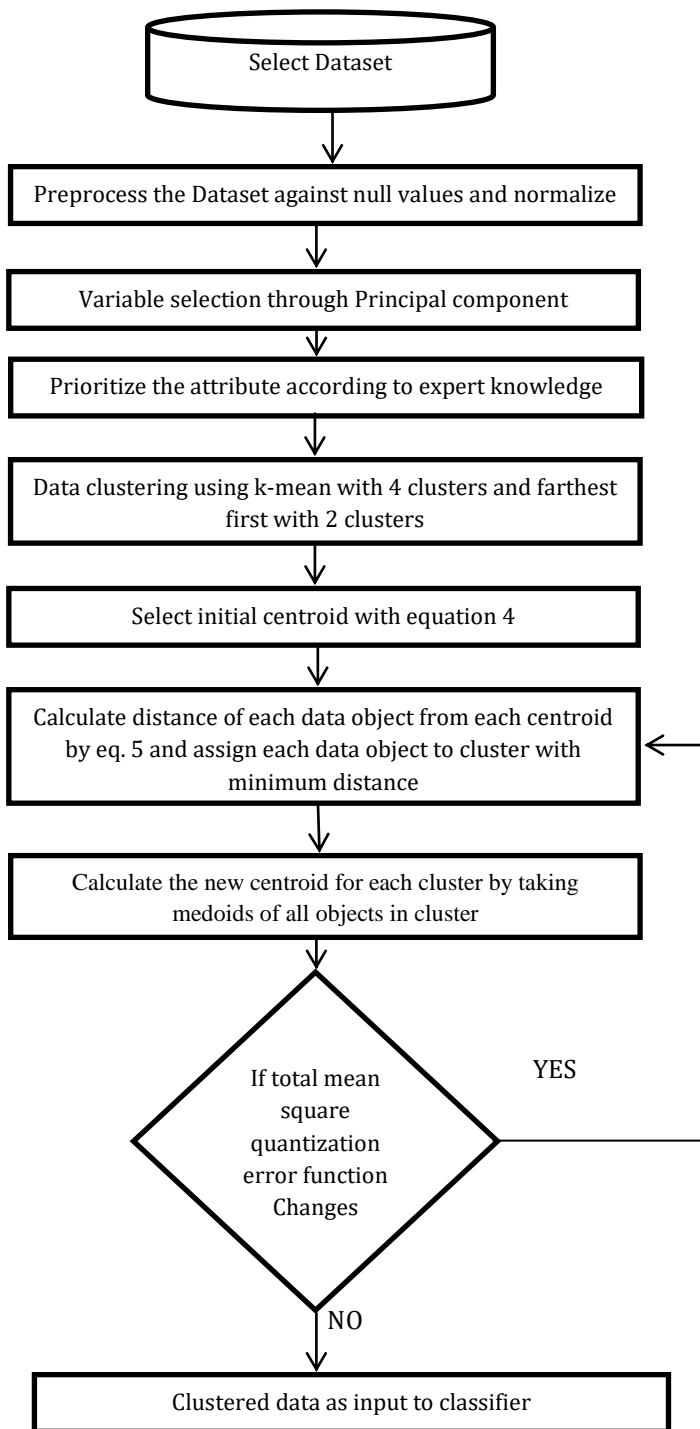 Select Dataset
Preprocess the Dataset against null values and normalize
Variable selection through Principal component
Prioritize the attribute according to expert knowledge
Data clustering using k-mean with 4 clusters and farthest
first with 2 clusters
Select initial centroid with equation 4
Calculate distance of each data object from each centroid
by eq. 5 and assign each data object to cluster with
minimum distance
Calculate the new centroid for each cluster by taking
medoids of all objects in cluster
If total mean
square
quantization
error function
Changes
YES
NO
Clustered data as input to classifier